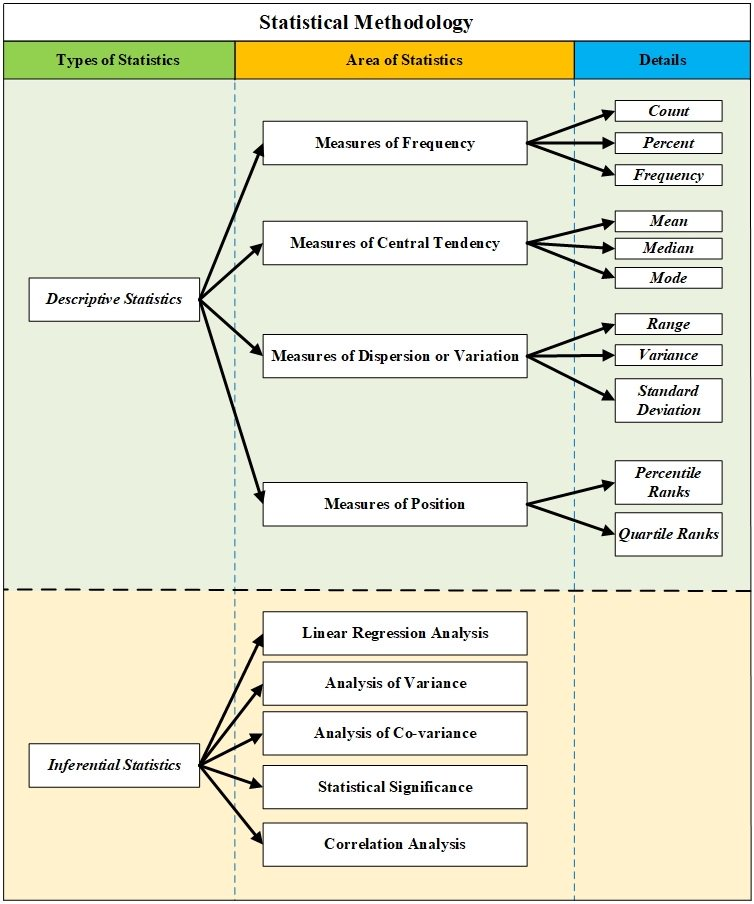 Statistical Methodology
Types of Statistics
Area of Statistics
Details
Descriptive Statistics
Measures of Frequency
Count
Percent
Frequency
Measures of Central Tendency
Mean
Median
Mode
Measures of Dispersion or Variation
Range
Variance
Standard
Deviation
Measures of Position
Percentile
Ranks
Quartile Ranks
Inferential Statistics
Linear Regression Analysis
Analysis of Variance
Analysis of Co-variance
Statistical Significance
Correlation Analysis